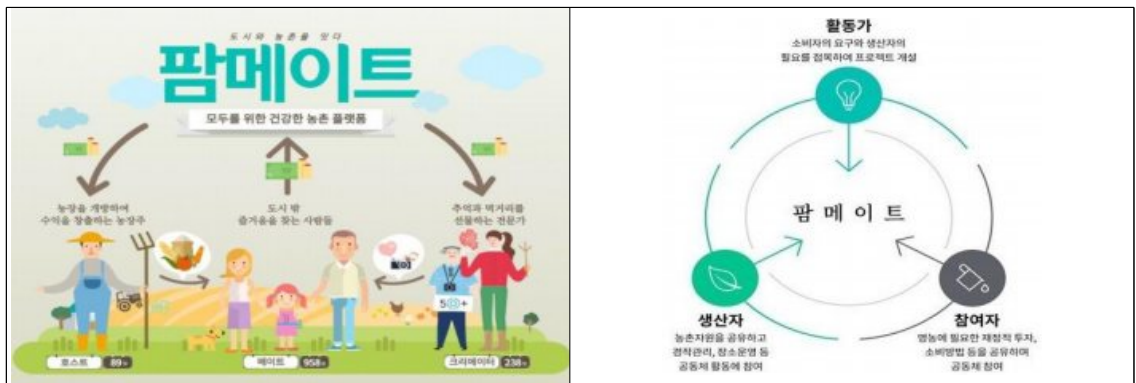 도시와 농촌을 잇다
팜메이트
모두를 위한 건강한 농촌 플랫폼
농장을 개방하여
수익을 창출하는 농장주
도시 밖
즐거움을 찾는 사람들
추억과 먹거리를
선물하는 전문가
50+
호스트 89
메이트 958
크리에이터 238
활동가
소비자의 요구와 생산자의
필요를 접목하여 프로젝트 개설
팜메이트
생산자
농촌자원을 공유하고
경작관리, 장소운영 등
공동체 활동에 참여
참여자
영농에 필요한 재정적 투자,
소비방법 등을 공유하며
공동체 참여